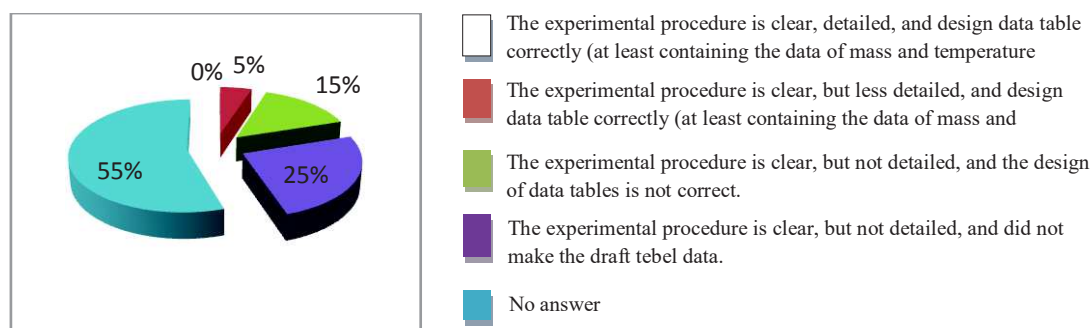 0%
5%
15%
25%
55%
The experimental procedure is clear, detailed, and design data table
correctly (at least containing the data of mass and temperature
The experimental procedure is clear, but less detailed, and design
data table correctly (at least containing the data of mass and
The experimental procedure is clear, but not detailed, and the design
of data tables is not correct.
The experimental procedure is clear, but not detailed, and did not
make the draft tebel data.
No answer